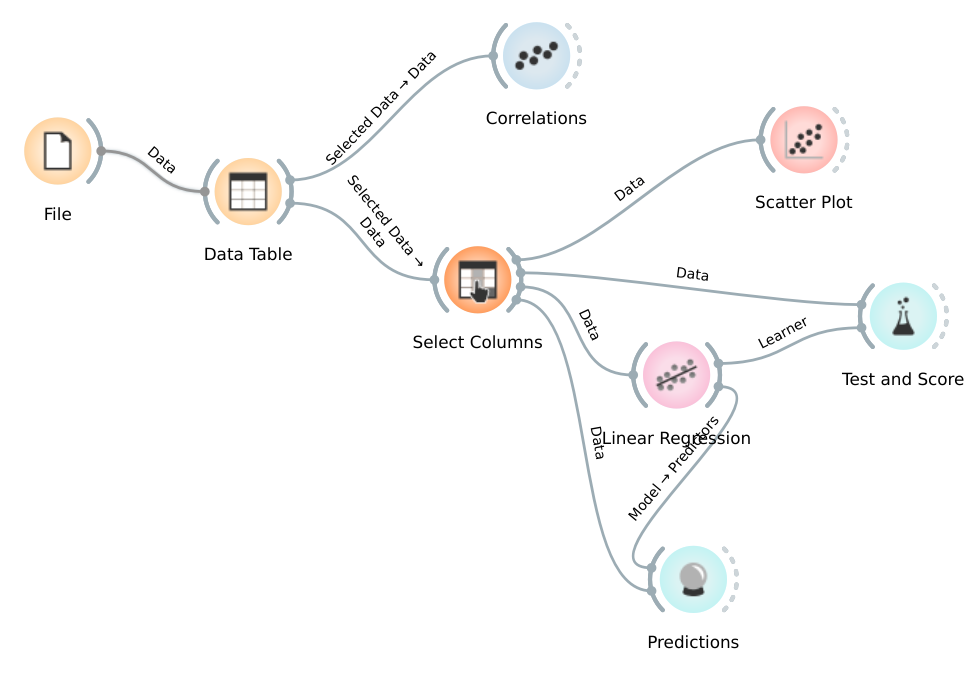 Selected Data → Data
Correlations
Data
File
Data Table
Selected Data →
Data
Data
Scatter Plot
Select Columns
Data
Data
Learner
Test and Score
Linear Regression
Data
Model → Predictors
Predictions